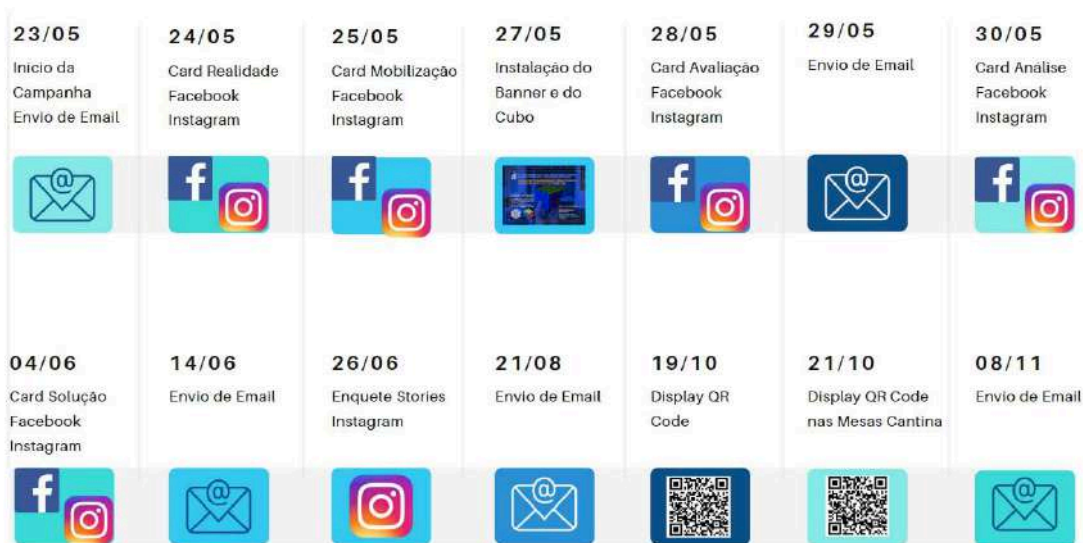 23/05
Inicio da
Campanha
Envio de Email
24/05
Card Realidade
Facebook
Instagram
25/05
Card Mobilização
Facebook
Instagram
27/05
Instalação do
Banner e do
Cubo
28/05
Card Avaliação
Facebook
Instagram
29/05
Envio de Email
30/05
Card Análise
Facebook
Instagram
04/06
Card Solução
Facebook
Instagram
14/06
Envio de Email
26/06
Enquete Stories
Instagram
21/08
Envio de Email
19/10
Display QR
Code
21/10
Display QR Code
nas Mesas Cantina
08/11
Envio de Email